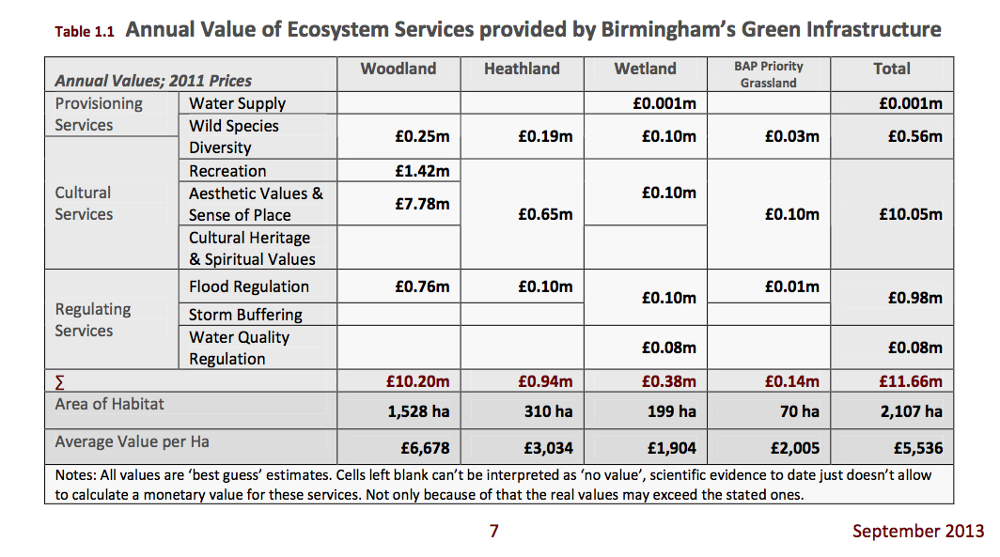 Table 1.1 Annual Value of Ecosystem Services provided by Birmingham's Green Infrastructure
Annual Values; 2011 Prices Woodland Heathland Wetland BAP Priority Grassland Total
Provisioning Services
Water Supply £0.001m £0.001m
Wild Species Diversity £0.25m £0.19m £0.10m £0.03m £0.56m
Cultural Services
Recreation £1.42m
Aesthetic Values & Sense of Place £7.78m £0.65m £0.10m £0.10m £10.05m
Cultural Heritage & Spiritual Values
Regulating Services
Flood Regulation £0.76m £0.10m £0.10m £0.01m £0.98m
Storm Buffering
Water Quality Regulation £0.08m £0.08m
∑ £10.20m £0.94m £0.38m £0.14m £11.66m
Area of Habitat 1,528 ha 310 ha 199 ha 70 ha 2,107 ha
Average Value per Ha £6,678 £3,034 £1,904 £2,005 £5,536
Notes: All values are 'best guess' estimates. Cells left blank can't be interpreted as 'no value', scientific evidence to date just doesn't allow
to calculate a monetary value for these services. Not only because of that the real values may exceed the stated ones.
7 September 2013